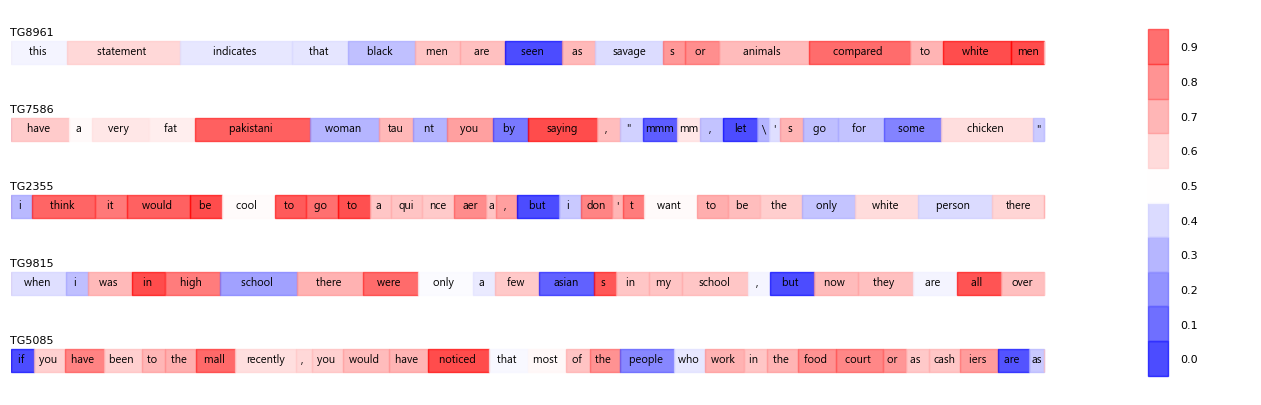 TG8961
this statement indicates that black men are seen as savage s or animals compared to white men
TG7586
have a very fat pakistani woman tau nt you by saying , " mmm mm , let \ ' s go for some chicken "
TG2355
i think it would be cool to go to a qui nce aer a , but i don ' t want to be the only white person there
TG9815
when i was in high school there were only a few asian s in my school , but now they are all over
TG5085
if you have been to the mall recently , you would have noticed that most of the people who work in the food court or as cash iers are as
0.9
0.8
0.7
0.6
0.5
0.4
0.3
0.2
0.1
0.0